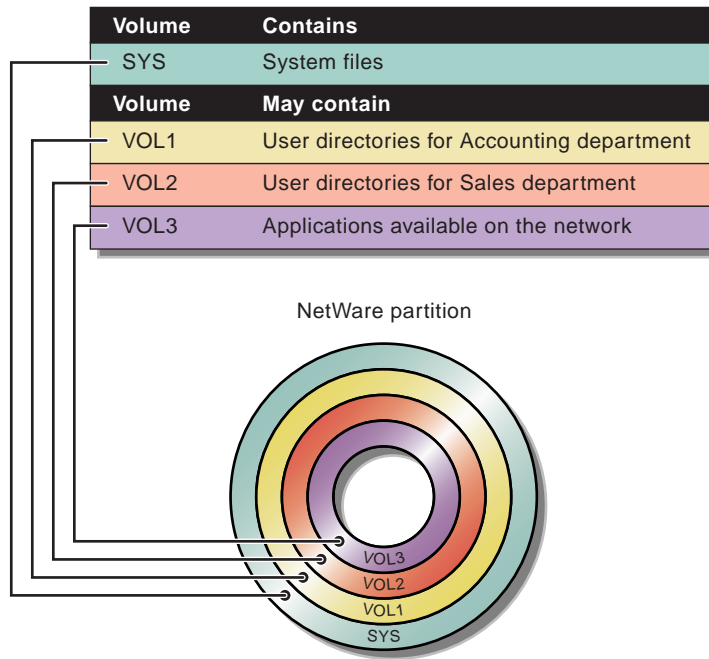 Volume Contains
SYS System files
Volume May contain
VOL1 User directories for Accounting department
VOL2 User directories for Sales department
VOL3 Applications available on the network
NetWare partition
VOL3
VOL2
VOL1
SYS